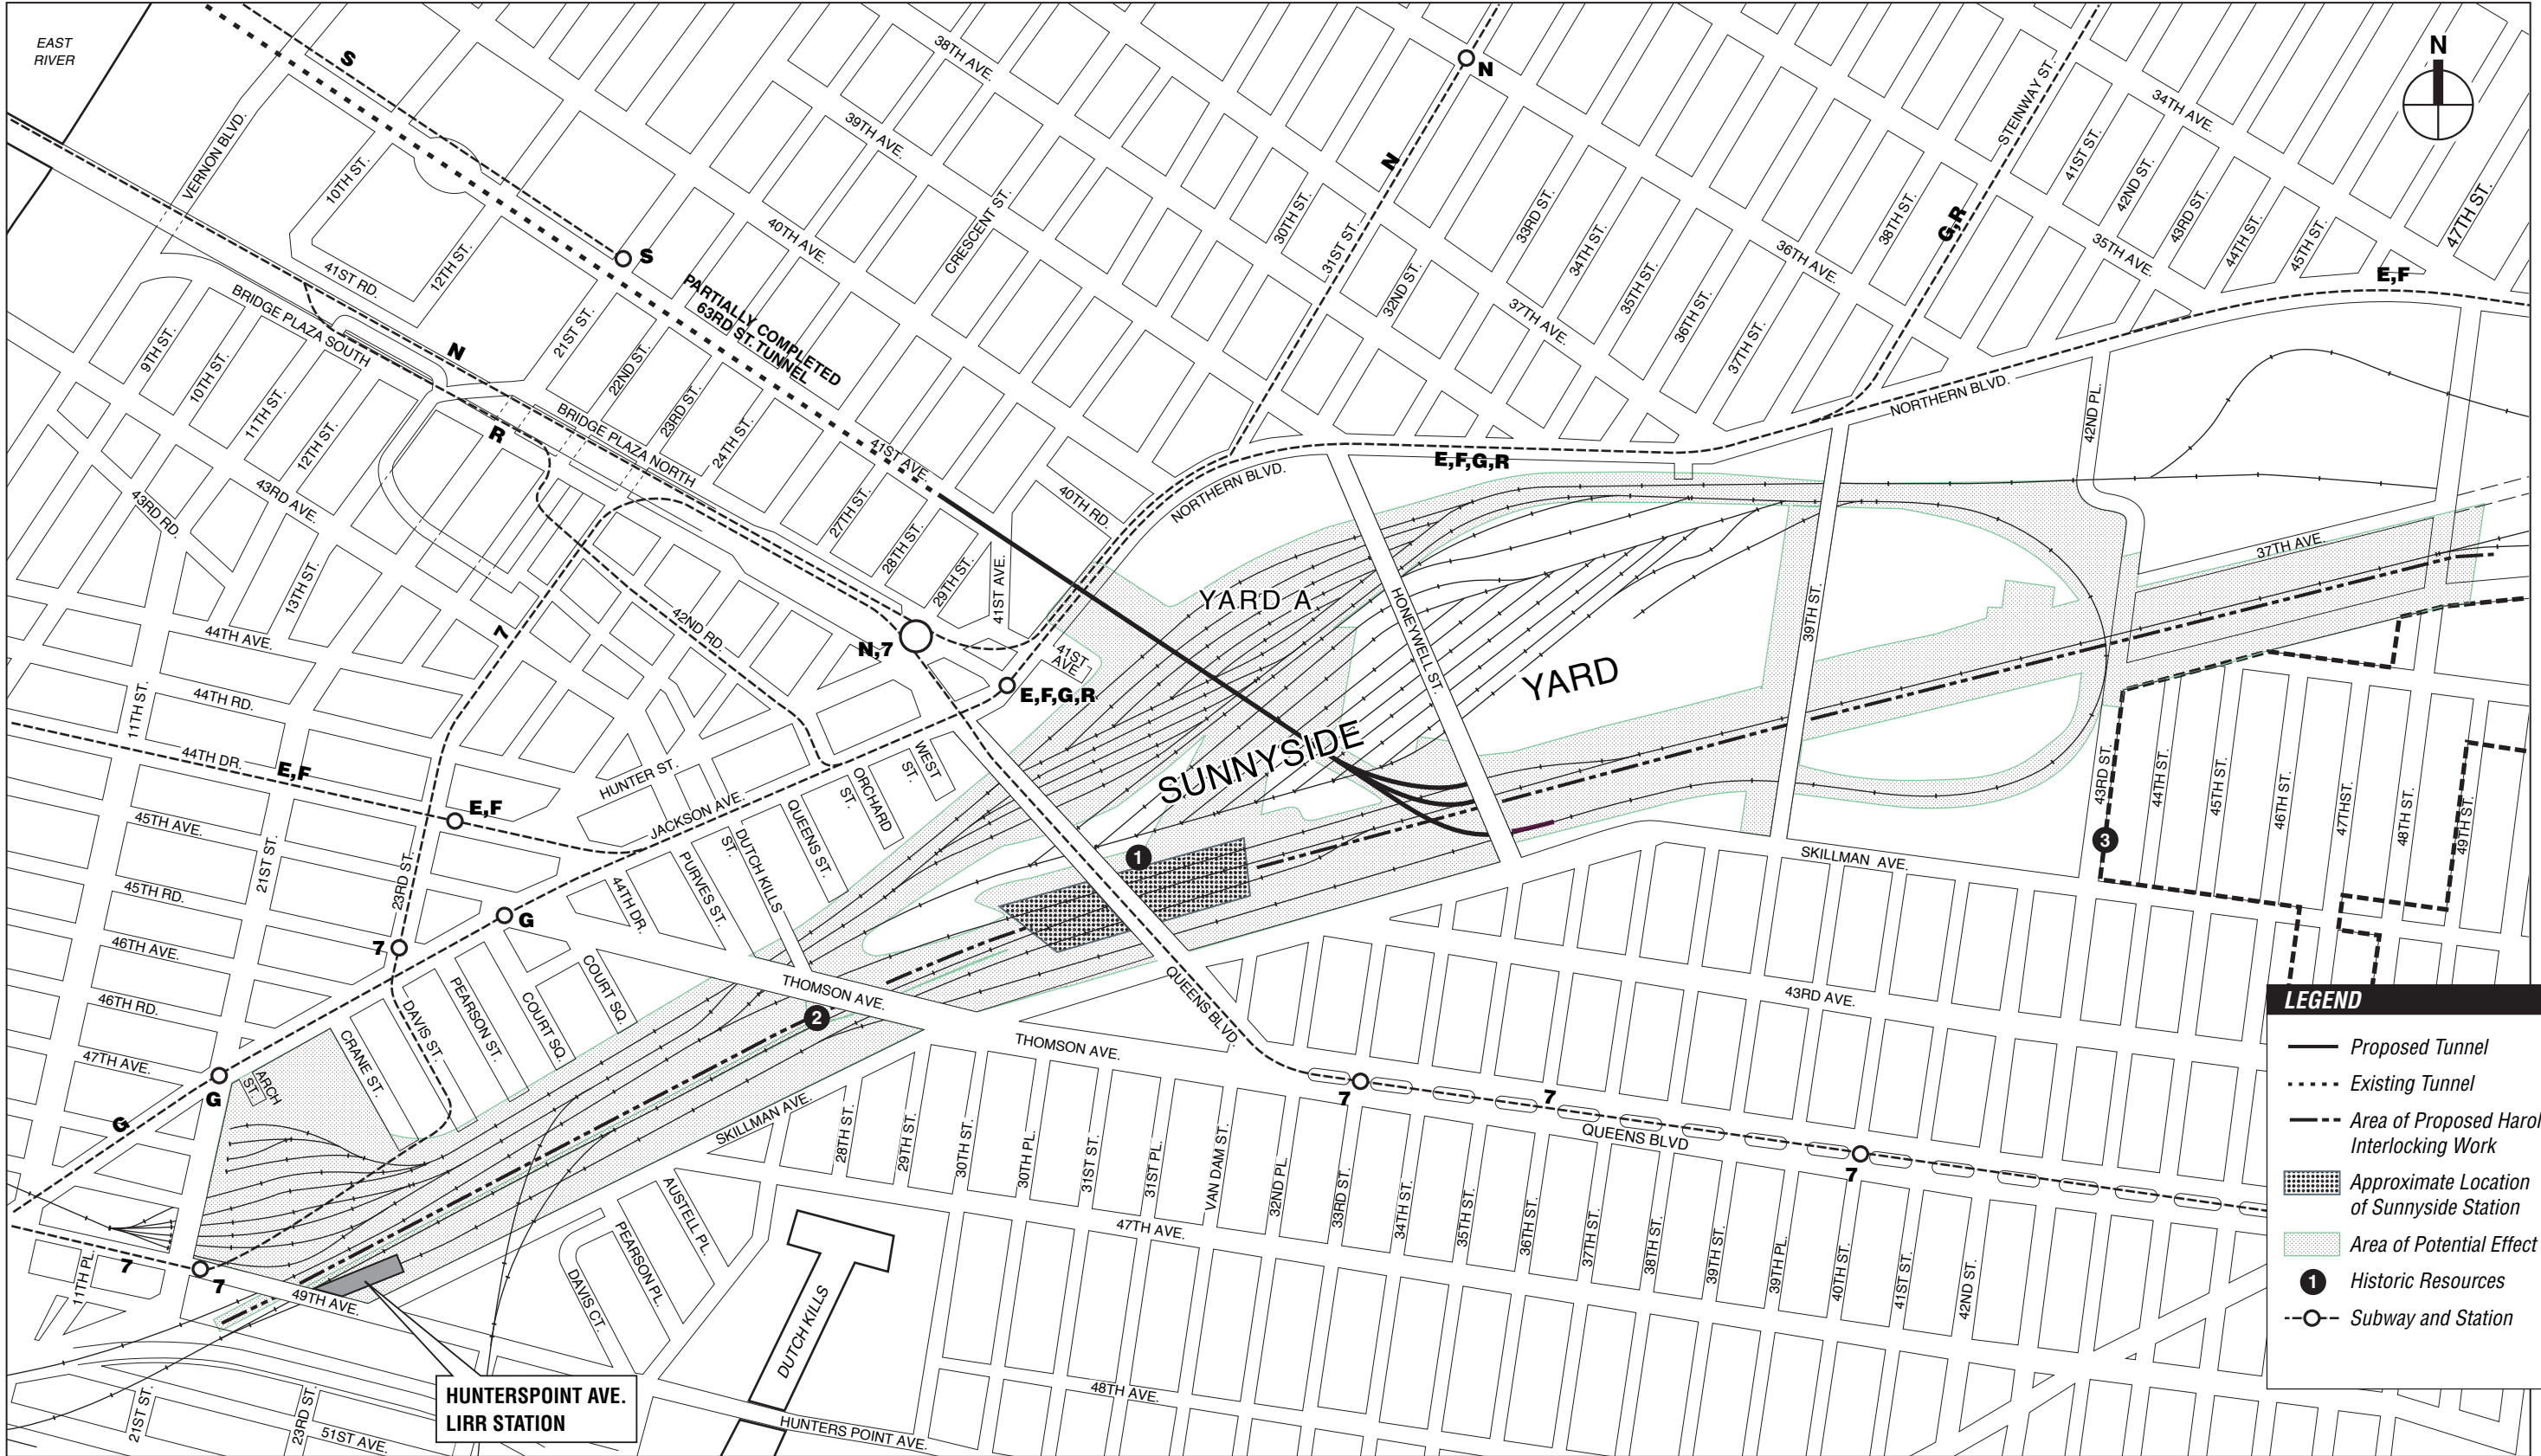 EAST
RIVER
S
VERNON BLVD.
10TH ST.
38TH AVE.
39TH AVE.
N
N
STEINWAY ST.
34TH AVE.
N
41ST ST.
42ND ST.
43RD ST.
44TH ST.
45TH ST.
47TH ST.
35TH AVE.
E,F
G,R
38TH ST.
36TH AVE.
33RD ST.
34TH ST.
35TH ST.
36TH ST.
37TH ST.
37TH AVE.
30TH ST.
31ST ST.
32ND ST.
CRESCENT ST.
40TH AVE.
S
12TH ST.
41ST RD.
BRIDGE PLAZA SOUTH
PARTIALLY COMPLETED
63RD ST. TUNNEL
N
21ST ST.
22ND ST.
23RD ST.
24TH ST.
BRIDGE PLAZA NORTH
9TH ST.
10TH ST.
11TH ST.
12TH ST.
R
43RD AVE.
43RD RD.
13TH ST.
41ST AVE.
27TH ST.
28TH ST.
29TH ST.
41ST AVE.
40TH RD.
NORTHERN BLVD.
E,F,G,R
NORTHERN BLVD.
42ND PL.
37TH AVE.
39TH ST.
HONEYWELL ST.
YARD A
SUNNYSIDE
YARD
41ST
AVE
N,7
E,F,G,R
7
42ND RD.
44TH AVE.
44TH RD.
11TH ST.
44TH DR.
E,F
E,F
HUNTER ST.
JACKSON AVE.
WEST
ST.
ORCHARD
ST.
QUEENS ST.
DUTCH KILLS
ST.
PURVES ST.
44TH DR.
45TH AVE.
21ST ST.
23RD ST.
45TH RD.
46TH AVE.
46TH RD.
47TH AVE.
G
7
COURT SQ.
COURT SQ.
PEARSON ST.
DAVIS ST.
CRANE ST.
ARCH
ST.
G
G
1
2
3
THOMSON AVE.
THOMSON AVE.
QUEENS BLVD.
SKILLMAN AVE.
SKILLMAN AVE.
43RD ST.
44TH ST.
45TH ST.
46TH ST.
47THST.
48TH ST.
49TH ST.
43RD AVE.
7
7
QUEENS BLVD
7
28TH ST.
29TH ST.
30TH ST.
30TH PL.
31ST ST.
31ST PL.
VAN DAM ST.
32ND PL.
33RD ST.
34TH ST.
35TH ST.
36TH ST.
37TH ST.
38TH ST.
39TH ST.
39TH PL.
40TH ST.
41ST ST.
42ND ST.
47TH AVE.
48TH AVE.
AUSTELL PL.
PEARSON PL.
DAVIS CT.
DUTCH KILLS
HUNTERS POINT AVE.
7
7
11TH PL.
49TH AVE.
21ST ST.
23RD ST.
51ST AVE.
HUNTERSPOINT AVE.
LIRR STATION
N
LEGEND
Proposed Tunnel
Existing Tunnel
Area of Proposed Harol
Interlocking Work
Approximate Location
of Sunnyside Station
Area of Potential Effect
1 Historic Resources
Subway and Station